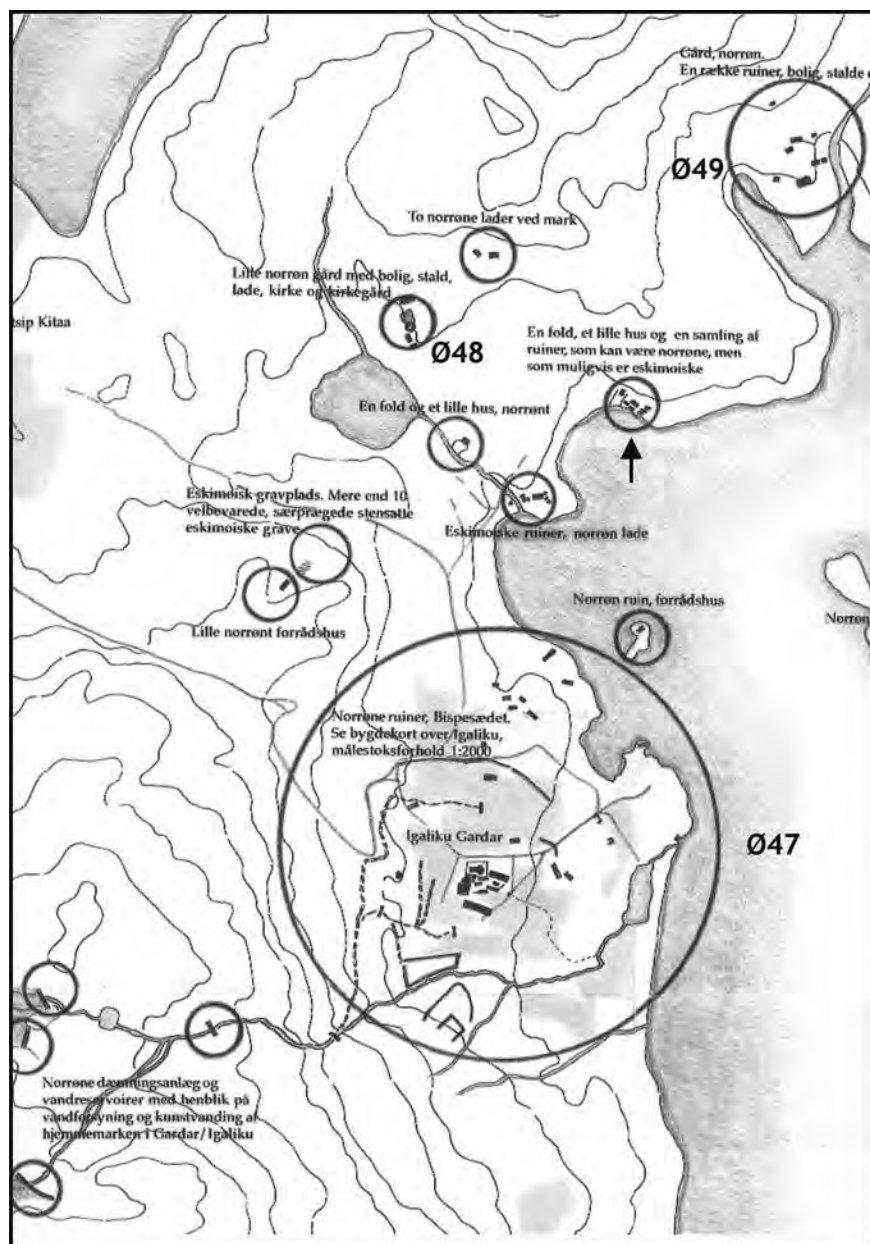 Gård, norrøn.
En række ruiner, bolig, stalde
Ø49
To norrøne lader ved mark
Lille norrøn gård med bolig, stald,
lade, kirke og kirkegård
tsip Kitaa
Ø48
En fold, et lille hus og en samling af
ruiner, som kan være norrøne, men
som muligvis er eskimoiske
En fold og et lille hus, norrønt
Eskimoisk gravplads. Mere end 10
velbevarede, særprægede stensatte
eskimoiske grave
Eskimoiske ruiner, norrøn lade
Lille norrønt forrådshus
Norrøn ruin, forrådshus
Norrøn
Norrøne ruiner, Bispesædet.
Se bygdekort over Igaliku,
målestoksforhold 1:2000
Igaliku Gardar
Ø47
Norrøne dæmningsanlæg og
vandreservoirer med henblik på
vandforsyning og kunstvanding af
hjemmemarken i Gardar/Igaliku